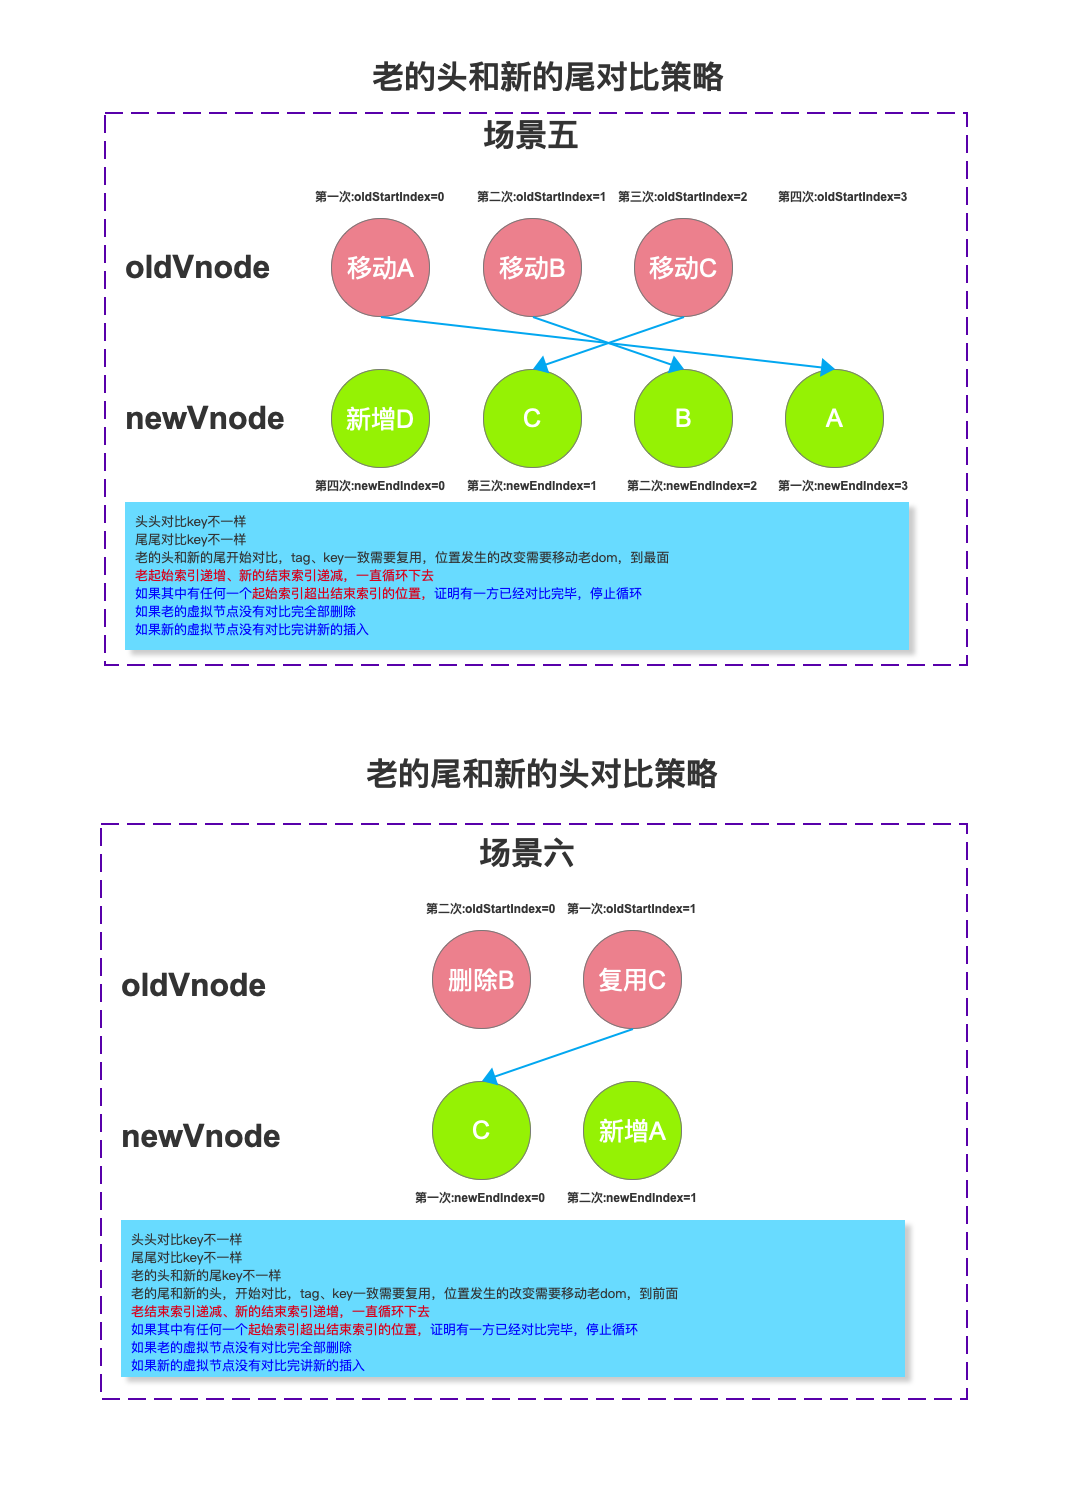 老的头和新的尾对比策略
场景五
第一次:oldStartIndex=0 第二次:oldStartIndex=1 第三次:oldStartIndex=2 第四次:oldStartIndex=3
oldVnode 移动A 移动B 移动C
newVnode 新增D C B A
第四次:newEndIndex=0 第三次:newEndIndex=1 第二次:newEndIndex=2 第一次:newEndIndex=3
头头对比key不一样
尾尾对比key不一样
老的头和新的尾开始对比，tag、key一致需要复用，位置发生的改变需要移动老dom，到最面
老起始索引递增、新的结束索引递减，一直循环下去
如果其中有任何一个起始索引超出结束索引的位置，证明有一方已经对比完毕，停止循环
如果老的虚拟节点没有对比完全部删除
如果新的虚拟节点没有对比完讲新的插入
老的尾和新的头对比策略
场景六
第二次:oldStartIndex=0 第一次:oldStartIndex=1
oldVnode 删除B 复用C
newVnode C 新增A
第一次:newEndIndex=0 第二次:newEndIndex=1
头头对比key不一样
尾尾对比key不一样
老的头和新的尾key不一样
老的尾和新的头，开始对比，tag、key一致需要复用，位置发生的改变需要移动老dom，到前面
老结束索引递减、新的结束索引递增，一直循环下去
如果其中有任何一个起始索引超出结束索引的位置，证明有一方已经对比完毕，停止循环
如果老的虚拟节点没有对比完全部删除
如果新的虚拟节点没有对比完讲新的插入